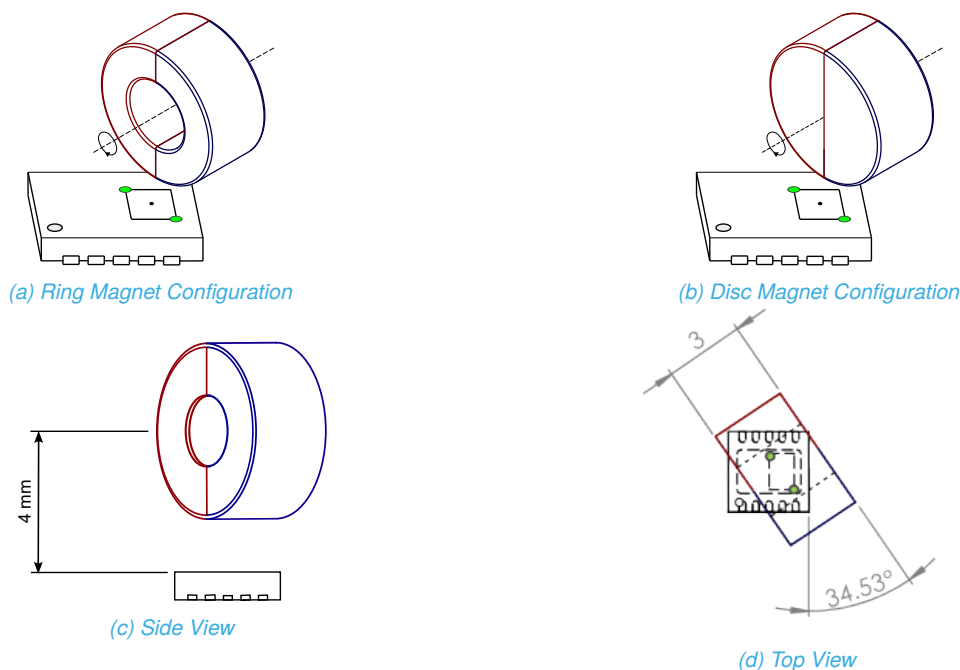 (a) Ring Magnet Configuration
(b) Disc Magnet Configuration
4 mm
(c) Side View
3
34.53°
(d) Top View